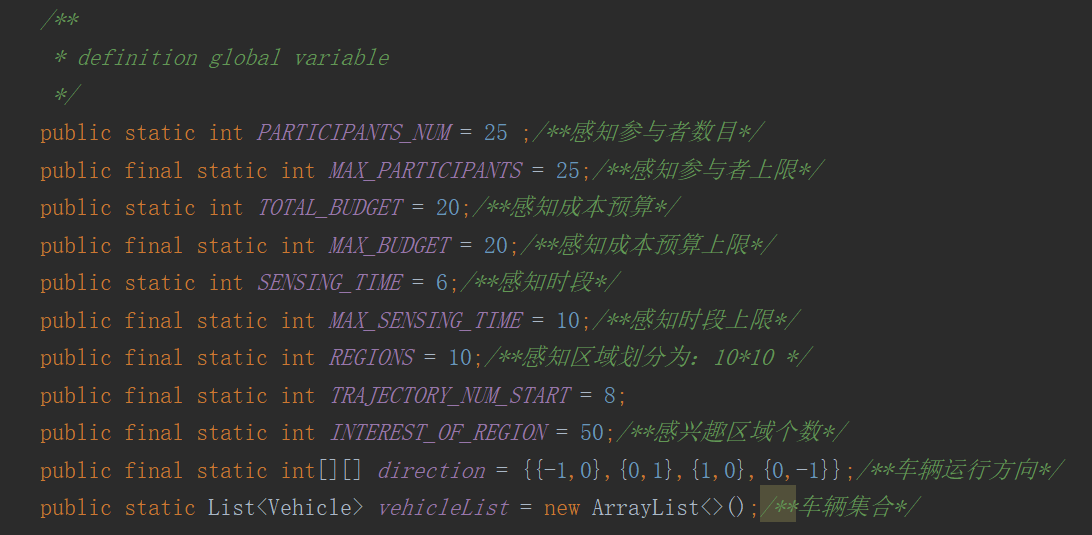 /**
 * definition global variable
 */
public static int PARTICIPANTS_NUM = 25 ;/**感知参与者数目*/
public final static int MAX_PARTICIPANTS = 25;/**感知参与者上限*/
public static int TOTAL_BUDGET = 20;/**感知成本预算*/
public final static int MAX_BUDGET = 20;/**感知成本预算上限*/
public static int SENSING_TIME = 6;/**感知时段*/
public final static int MAX_SENSING_TIME = 10;/**感知时段上限*/
public final static int REGIONS = 10;/**感知区域划分为：10*10 */
public final static int TRAJECTORY_NUM_START = 8;
public final static int INTEREST_OF_REGION = 50;/**感兴趣区域个数*/
public final static int[][] direction = {{-1,0},{0,1},{1,0},{0,-1}};/**车辆运行方向*/
public static List<Vehicle> vehicleList = new ArrayList<>();/**车辆集合*/